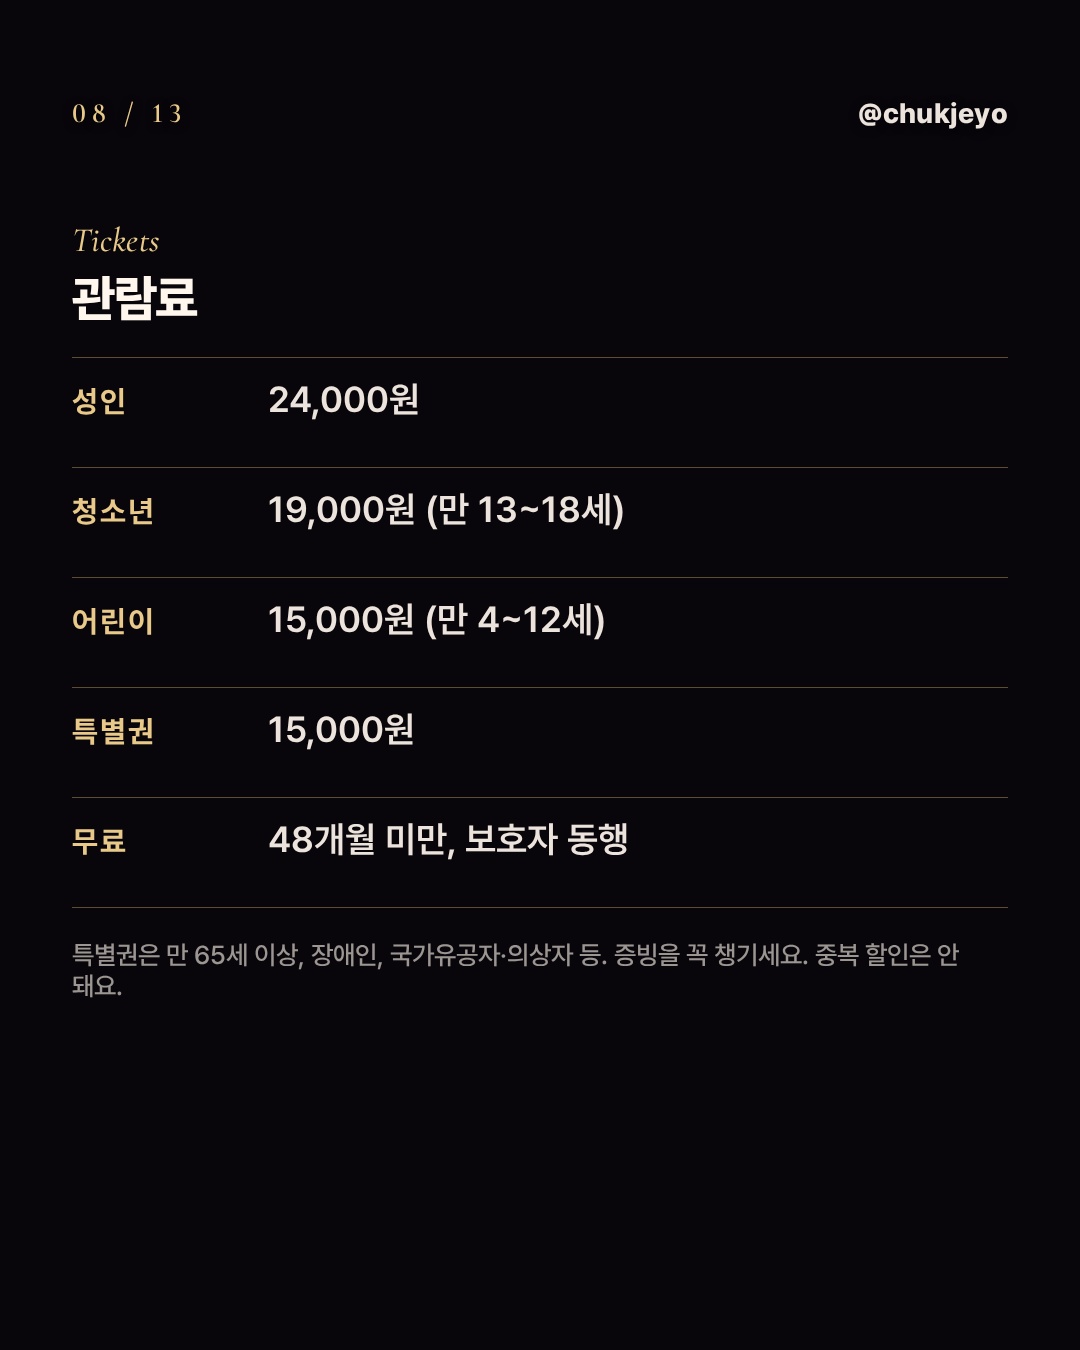 08 / 13
@chukjeyo
Tickets
관람료
성인 24,000원
청소년 19,000원 (만 13~18세)
어린이 15,000원 (만 4~12세)
특별권 15,000원
무료 48개월 미만, 보호자 동행
특별권은 만 65세 이상, 장애인, 국가유공자·의상자 등. 증빙을 꼭 챙기세요. 중복 할인은 안
돼요.